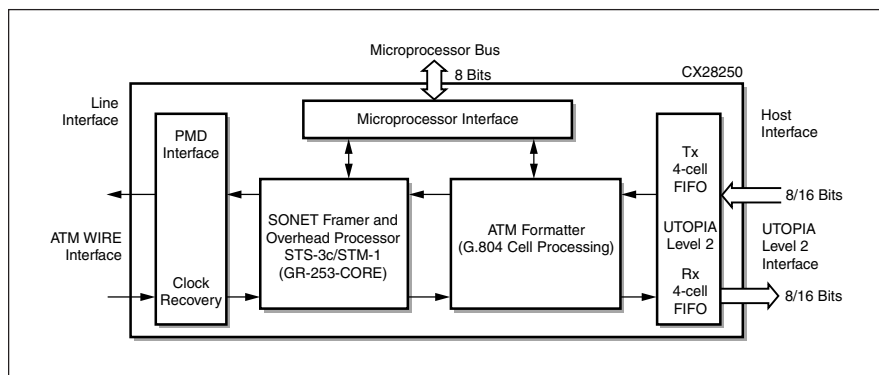 Microprocessor Bus
8 Bits
CX28250
Line
Interface
Microprocessor Interface
Host
Interface
PMD
Interface
Tx
4-cell
FIFO
8/16 Bits
SONET Framer and
Overhead Processor
STS-3c/STM-1
(GR-253-CORE)
ATM Formatter
(G.804 Cell Processing)
ATM WIRE
Interface
UTOPIA
Level 2
UTOPIA
Level 2
Interface
Clock
Recovery
Rx
4-cell
FIFO
8/16 Bits